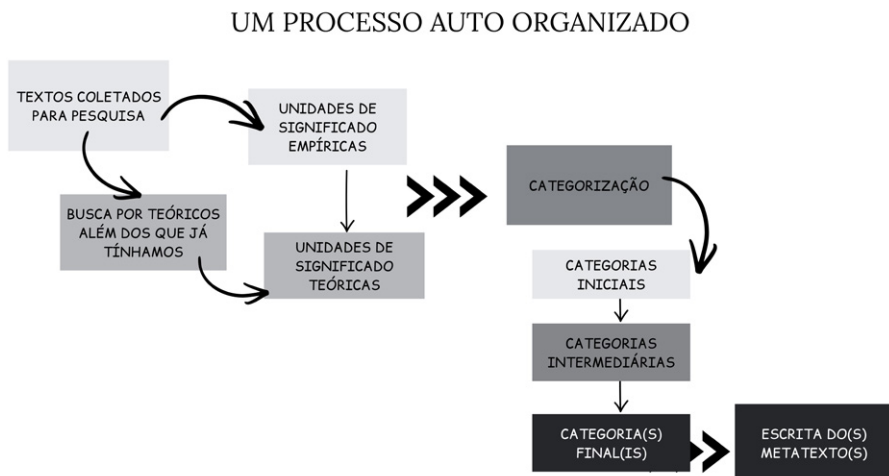 UM PROCESSO AUTO ORGANIZADO
TEXTOS COLETADOS
PARA PESQUISA
UNIDADES DE
SIGNIFICADO
EMPÍRICAS
BUSCA POR TEÓRICOS
ALÉM DOS QUE JÁ
TÍNHAMOS
UNIDADES DE
SIGNIFICADO
TEÓRICAS
CATEGORIZAÇÃO
CATEGORIAS
INICIAIS
CATEGORIAS
INTERMEDIÁRIAS
CATEGORIA(S)
FINAL(IS)
ESCRITA DO(S)
METATEXTO(S)